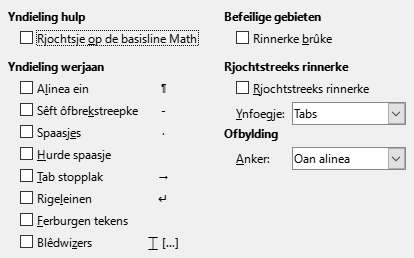 Yndieling hulp
Rjochtsje op de basisline Math
Yndieling werjaan
Alinea ein ¶
Sêft ôfbrekstreepke -
Spaasjes ·
Hurde spaasje
Tab stopplak →
Rigeleinen ↵
Ferburgen tekens
Blêdwizers [...]
Befeilige gebieten
Rinnerke brûke
Rjochtstreeks rinnerke
Rjochtstreeks rinnerke
Ynfoegje: Tabs
Ofbylding
Anker: Oan alinea